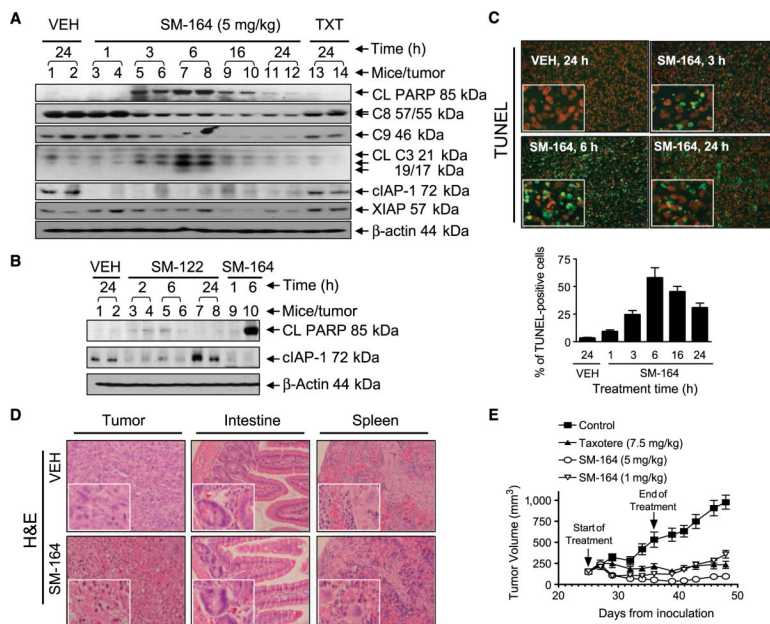 A
VEH SM-164 (5 mg/kg) TXT
24 1 3 6 16 24 24 Time (h)
1 2 3 4 5 6 7 8 9 10 11 12 13 14 Mice/tumor
CL PARP 85 kDa
C8 57/55 kDa
C9 46 kDa
CL C3 21 kDa
19/17 kDa
cIAP-1 72 kDa
XIAP 57 kDa
β-actin 44 kDa
B
VEH SM-122 SM-164
24 2 6 24 1 6 Time (h)
1 2 3 4 5 6 7 8 9 10 Mice/tumor
CL PARP 85 kDa
cIAP-1 72 kDa
β-Actin 44 kDa
C
TUNEL
VEH, 24 h
SM-164, 3 h
SM-164, 6 h
SM-164, 24 h
% of TUNEL-positive cells
75
50
25
0
24 1 3 6 16 24
VEH SM-164
Treatment time (h)
D
Tumor Intestine Spleen
H&E
VEH
SM-164
E
Control
Taxotere (7.5 mg/kg)
SM-164 (5 mg/kg)
SM-164 (1 mg/kg)
Tumor Volume (mm³)
1,000
750
500
250
0
Start of
Treatment
End of
Treatment
20 30 40 50
Days from inoculation